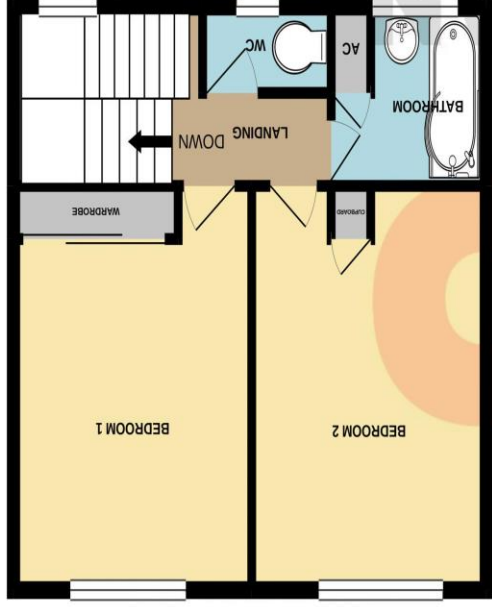 BEDROOM 2
BEDROOM 1
CUPBOARD
WARDROBE
LANDING
DOWN
BATHROOM
AC
WC